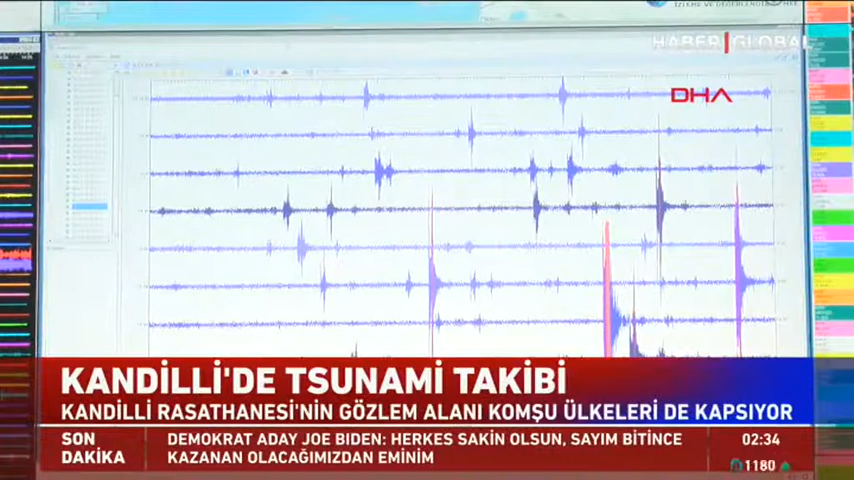 HABER GLOBAL
DHA
KANDİLLİ'DE TSUNAMİ TAKİBİ
KANDİLLİ RASATHANESİ'NİN GÖZLEM ALANI KOMŞU ÜLKELERİ DE KAPSIYOR
SON DAKİKA
DEMOKRAT ADAY JOE BIDEN: HERKES SAKİN OLSUN, SAYIM BİTİNCE
KAZANAN OLACAĞIMIZDAN EMİNİM
02:34
1180